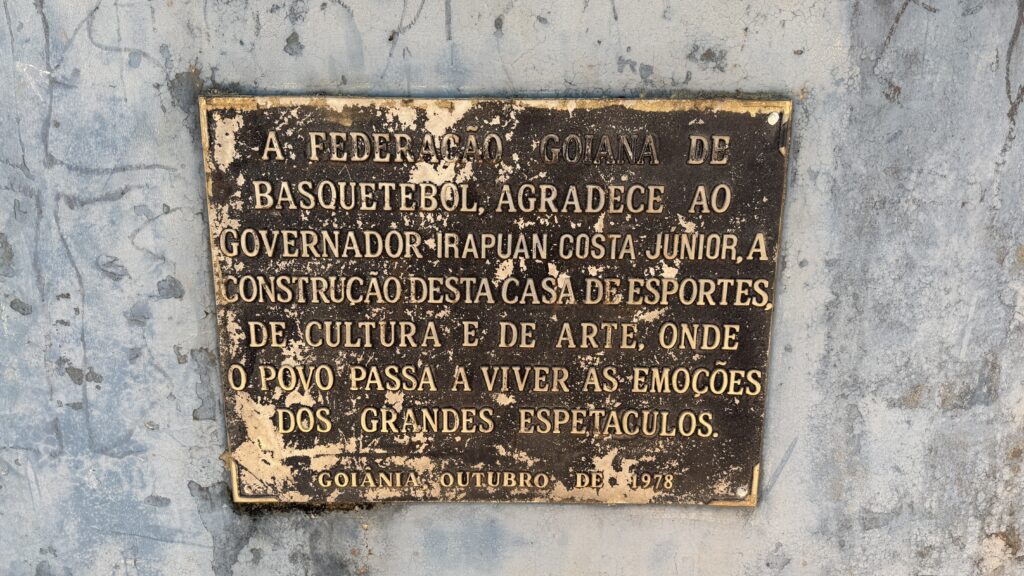 A FEDERAÇÃO GOIANA DE
BASQUETEBOL, AGRADECE AO
GOVERNADOR IRAPUAN COSTA JUNIOR, A
CONSTRUÇÃO DESTA CASA DE ESPORTES,
DE CULTURA E DE ARTE, ONDE
O POVO PASSA A VIVER AS EMOÇÕES
DOS GRANDES ESPETACULOS.
GOIÂNIA OUTUBRO DE 1978